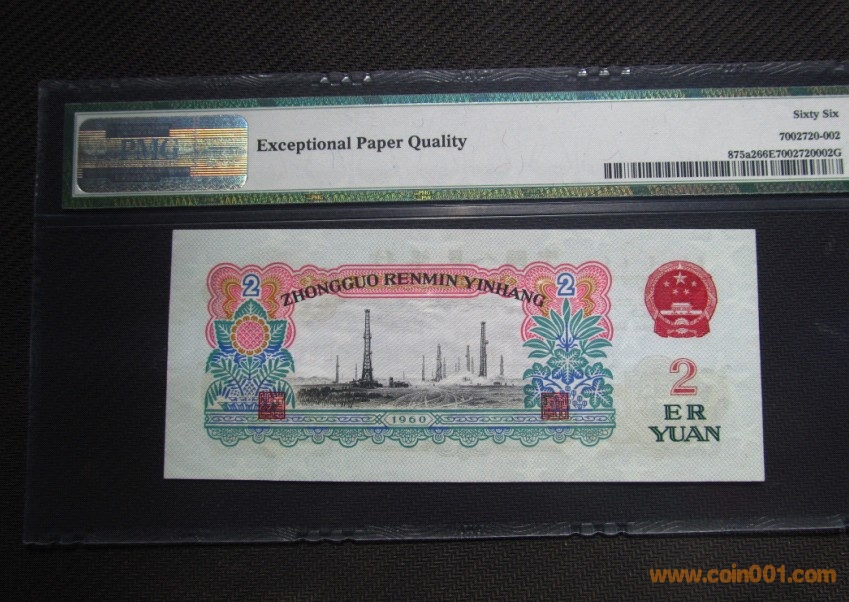 Sixty Six
PMG
Exceptional Paper Quality
7002720-002
875a266E7002720002G
2
ZHONGGUO RENMIN YINHANG
2
2
ER
YUAN
1960
www.coin001.com